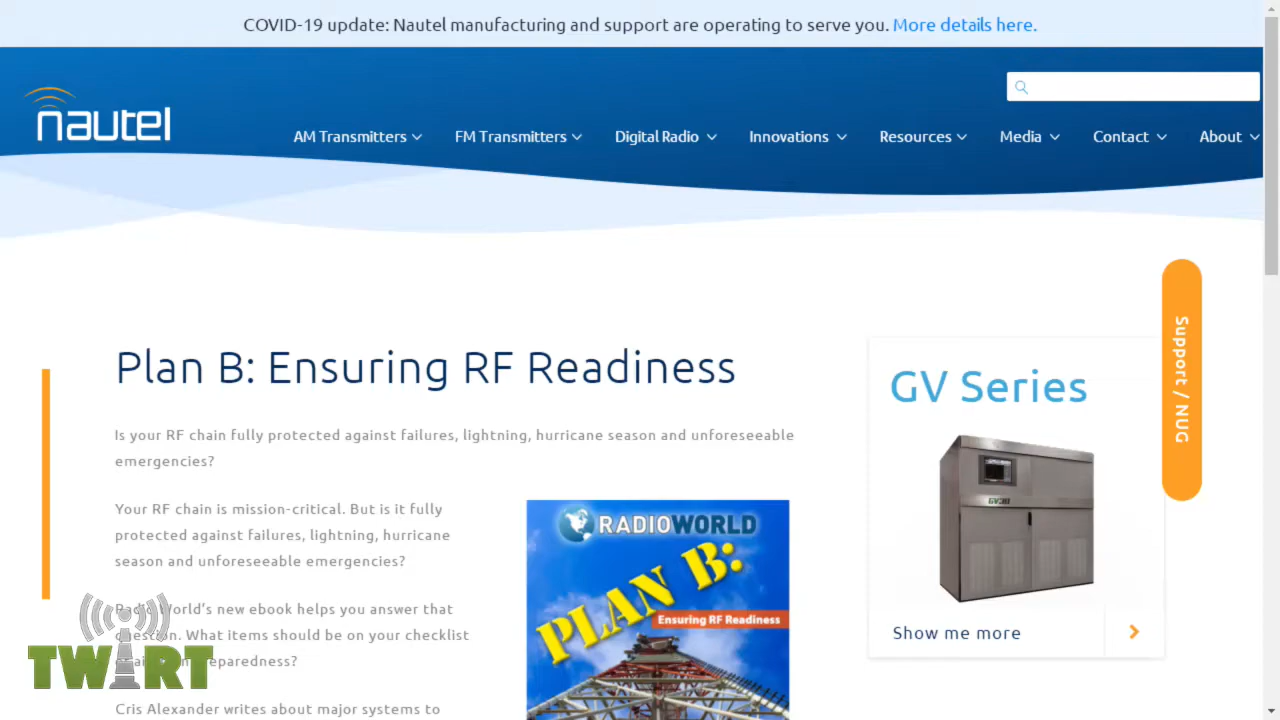 COVID-19 update: Nautel manufacturing and support are operating to serve you. More details here.
nautel
AM Transmitters
FM Transmitters
Digital Radio
Innovations
Resources
Media
Contact
About
Support / NUG
Plan B: Ensuring RF Readiness
Is your RF chain fully protected against failures, lightning, hurricane season and unforeseeable
emergencies?
Your RF chain is mission-critical. But is it fully
protected against failures, lightning, hurricane
season and unforeseeable emergencies?
Radio World's new ebook helps you answer that
question. What items should be on your checklist
preparedness?
Cris Alexander writes about major systems to
RADIOWORLD
PLAN B:
Ensuring RF Readiness
GV Series
Show me more
TWIRT